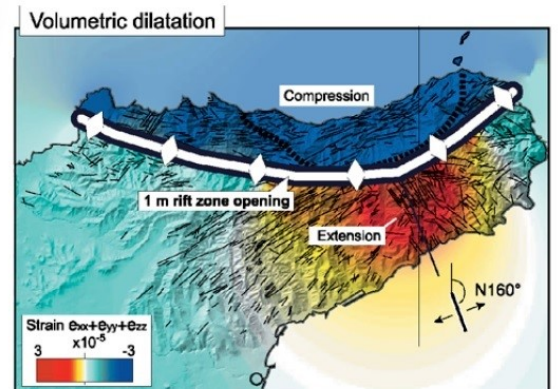 Volumetric dilatation
Compression
1 m rift zone opening
Extension
N160°
Strain exx+eyy+ezz
x10⁻⁵
3 -3